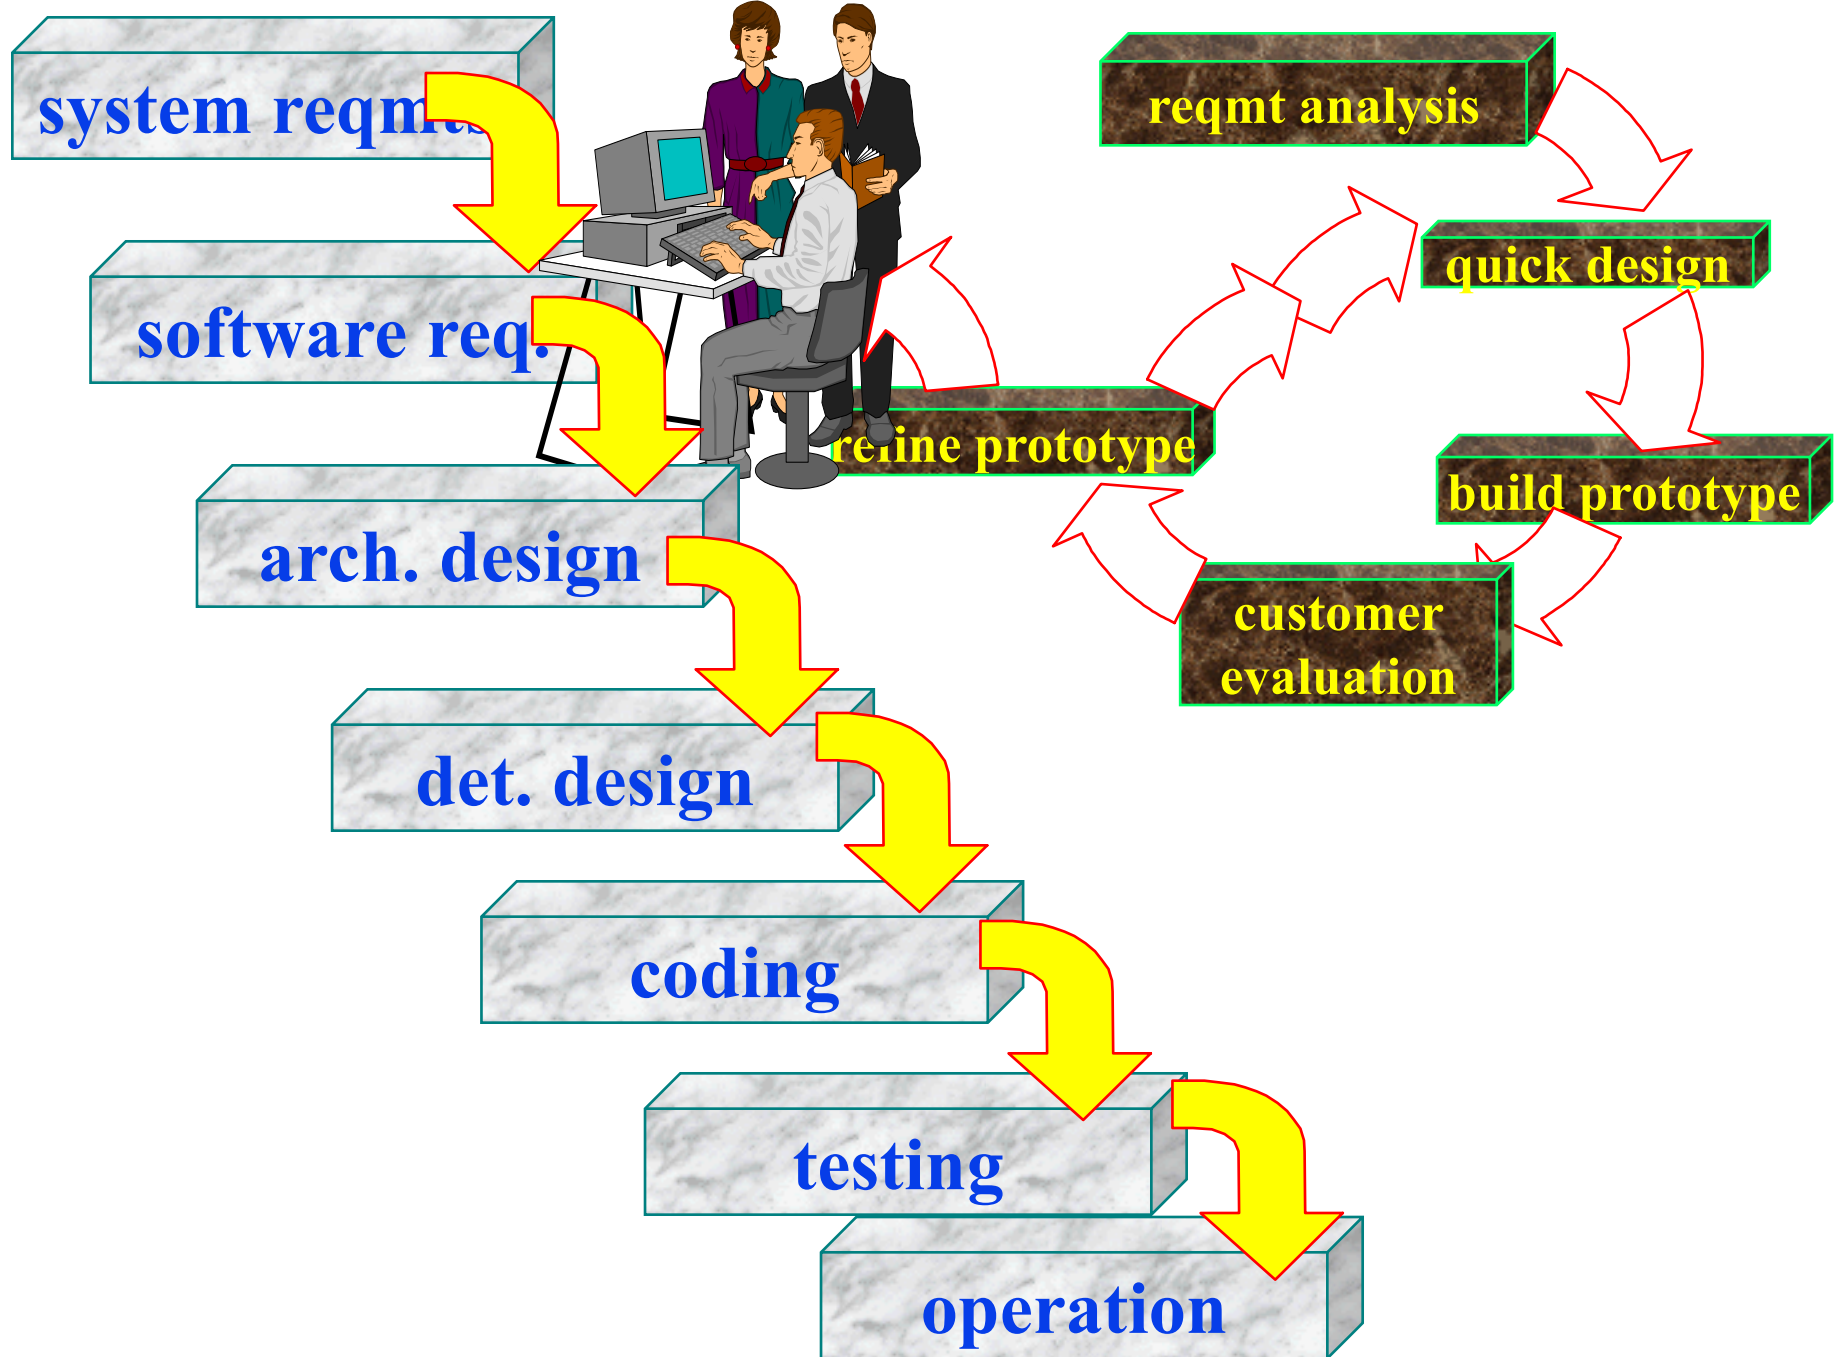 system reqmts
software req.
arch. design
det. design
coding
testing
operation
reqmt analysis
quick design
build prototype
customer
evaluation
refine prototype